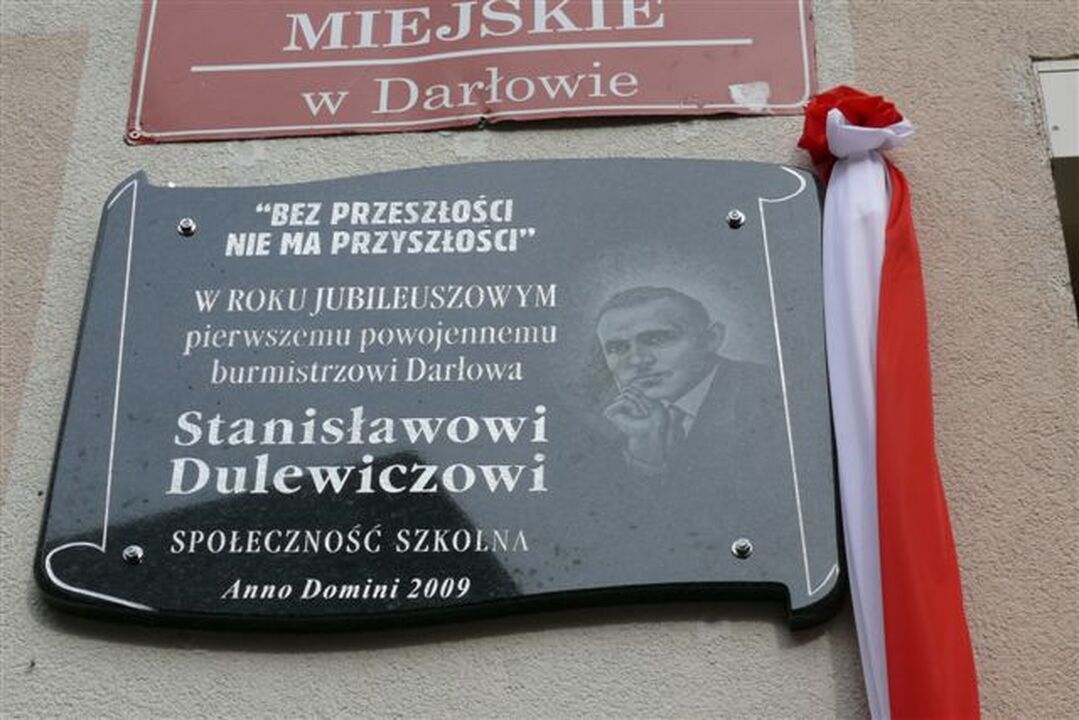 MIEJSKIE
w Darłowie
“BEZ PRZESZŁOŚCI
NIE MA PRZYSZŁOŚCI”
W ROKU JUBILEUSZOWYM
pierwszemu powojennemu
burmistrzowi Darłowa
Stanisławowi
Dulewiczowi
SPOŁECZNOŚĆ SZKOLNA
Anno Domini 2009